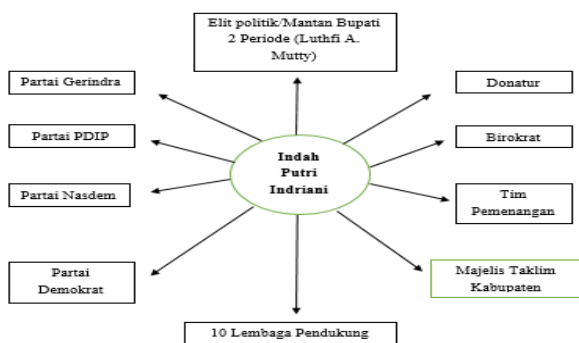 Elit politik/Mantan Bupati
2 Periode (Luthfi A.
Mutty)
Partai Gerindra
Donatur
Partai PDIP
Birokrat
Indah
Putri
Indriani
Partai Nasdem
Tim
Pemenangan
Partai
Demokrat
Majelis Taklim
Kabupaten
10 Lembaga Pendukung